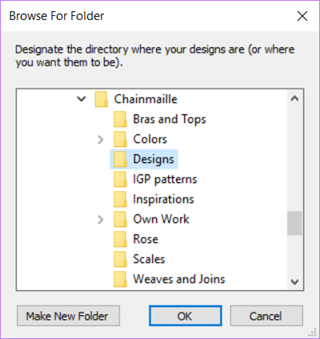 Browse For Folder
Designate the directory where your designs are (or where
you want them to be).
Chainmaille
Bras and Tops
Colors
Designs
IGP patterns
Inspirations
Own Work
Rose
Scales
Weaves and Joins
Make New Folder
OK
Cancel